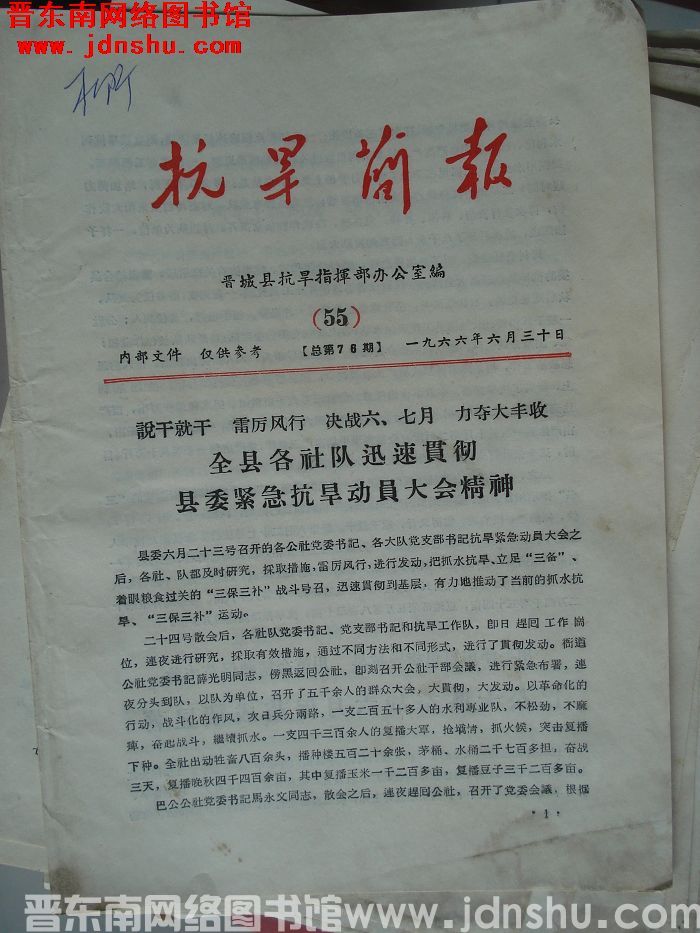 晋东南网络图书馆
www.jdnshu.com
抗旱简报
晋城县抗旱指揮部办公室編
(55)
内部文件 仅供参考 【总第76期】 一九六六年六月三十日
說干就干 雷厉风行 决战六、七月 力夺大丰收
全县各社队迅速貫彻
县委紧急抗旱动員大会精神
县委六月二十三号召开的各公社党委书記、各大队党支部书記抗旱紧急动員大会之
后，各社、队都及时研究，採取措施，雷厉风行，进行发动，把抓水抗旱、立足“三备”、
着眼粮食过关的“三保三补”战斗号召，迅速貫彻到基层，有力地推动了当前的抓水抗
旱、“三保三补”运动。
二十四号散会后，各社队党委书記、党支部书記和抗旱工作队，卽日赶囘工作崗
位，連夜进行研究，採取有效措施，通过不同方法和不同形式，进行了貫彻发动。衙道
公社党委书記薛光明同志，傍黑返囘公社，卽刻召开公社干部会議，进行紧急布署，連
夜分头到队，以队为单位，召开了五千余人的群众大会，大貫彻，大发动。以革命化的
行动，战斗化的作风，次日兵分兩路，一支二百五十多人的水利專业队，不松劲，不麻
痺，奋起战斗，繼續抓水。一支四千三百余人的复播大軍，抢墒情，抓火候，突击复播
下种。全社出动牲畜八百余头，播种耧五百二十余张，茅桶、水桶二千七百多担，奋战
三天，复播晚秋四千四百余亩，其中复播玉米一千二百多亩，复播豆子三千二百多亩。
巴公公社党委书記馬永文同志，散会之后，連夜赶囘公社，召开了党委会議，根据
·1·
晋东南网络图书馆 www.jdnshu.com